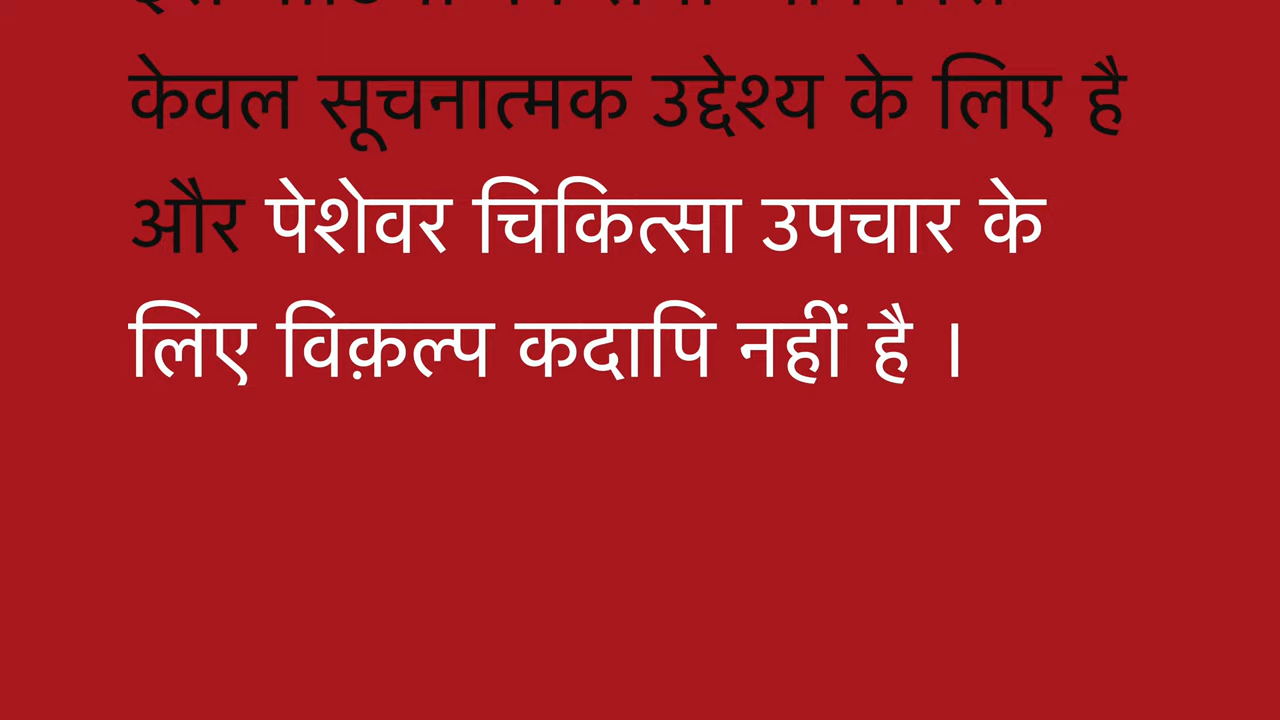 केवल सूचनात्मक उद्देश्य के लिए है
और पेशेवर चिकित्सा उपचार के
लिए विक़ल्प कदापि नहीं है ।